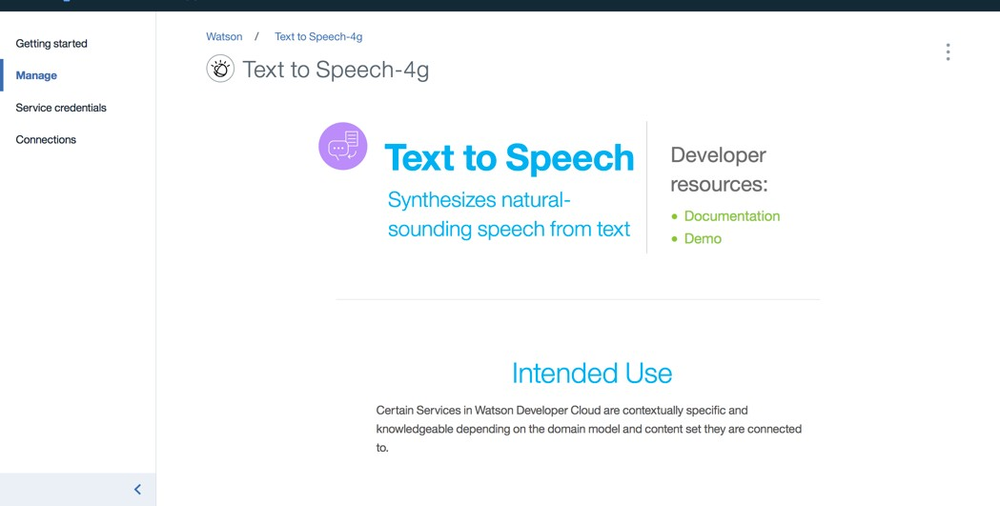 Getting started
Manage
Service credentials
Connections
Watson / Text to Speech-4g
Text to Speech-4g
Text to Speech
Synthesizes natural-
sounding speech from text
Developer
resources:
• Documentation
• Demo
Intended Use
Certain Services in Watson Developer Cloud are contextually specific and
knowledgeable depending on the domain model and content set they are connected
to.